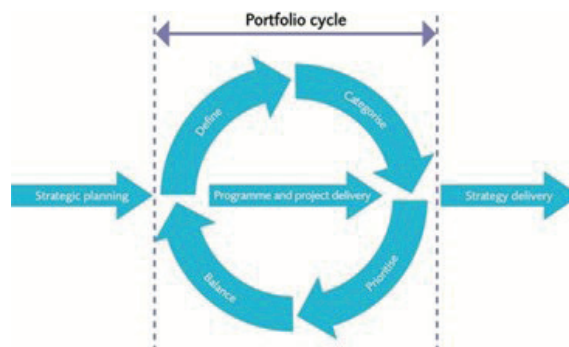 Portfolio cycle
Define
Categorise
Strategic planning
Programme and project delivery
Strategy delivery
Balance
Prioritise